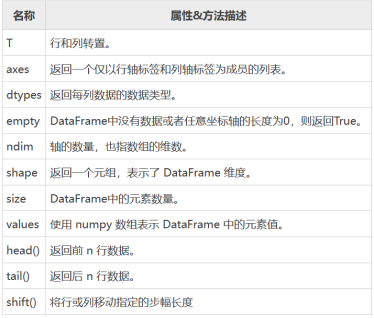 名称 属性&方法描述
T 行和列转置。
axes 返回一个仅以行轴标签和列轴标签为成员的列表。
dtypes 返回每列数据的数据类型。
empty DataFrame中没有数据或者任意坐标轴的长度为0，则返回True。
ndim 轴的数量，也指数组的维数。
shape 返回一个元组，表示了 DataFrame 维度。
size DataFrame中的元素数量。
values 使用 numpy 数组表示 DataFrame 中的元素值。
head() 返回前 n 行数据。
tail() 返回后 n 行数据。
shift() 将行或列移动指定的步幅长度